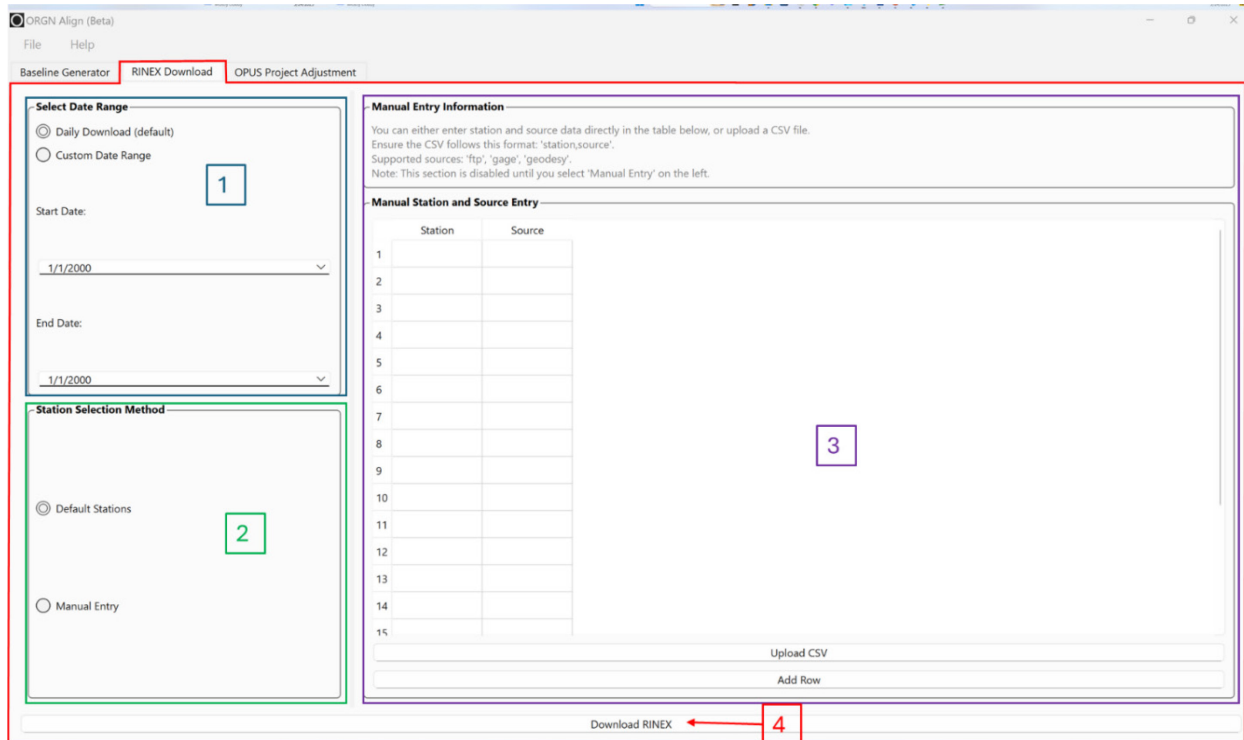 ORGN Align (Beta)
File Help
Baseline Generator RINEX Download OPUS Project Adjustment
Select Date Range
Daily Download (default)
Custom Date Range
1
Start Date:
1/1/2000
End Date:
1/1/2000
Station Selection Method
Default Stations
2
Manual Entry
Manual Entry Information
You can either enter station and source data directly in the table below, or upload a CSV file.
Ensure the CSV follows this format: 'station,source'.
Supported sources: 'ftp', 'gage', 'geodesy'.
Note: This section is disabled until you select 'Manual Entry' on the left.
Manual Station and Source Entry
Station Source
1
2
3
4
5
6
7
8
3
9
10
11
12
13
14
15
Upload CSV
Add Row
Download RINEX 4